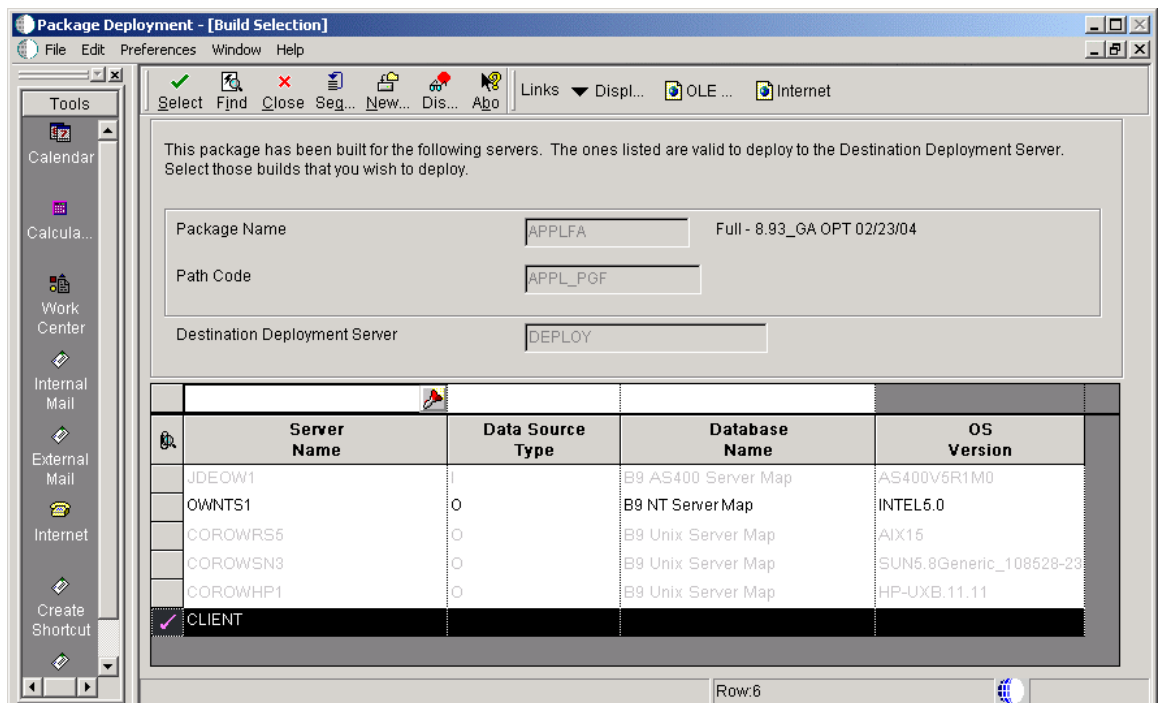 Package Deployment - [Build Selection]
File Edit Preferences Window Help
Tools
Calendar
Calcula...
Work
Center
Internal
Mail
External
Mail
Internet
Create
Shortcut
Select Find Close Seq... New... Dis... Abo Links Displ... OLE ... Internet
This package has been built for the following servers. The ones listed are valid to deploy to the Destination Deployment Server.
Select those builds that you wish to deploy.
Package Name APPLFA Full - 8.93_GA OPT 02/23/04
Path Code APPL_PGF
Destination Deployment Server DEPLOY
Server Data Source Database OS
Name Type Name Version
JDEOW1 I B9 AS400 Server Map AS400V5R1M0
OWNTS1 O B9 NT Server Map INTEL5.0
COROWRS5 O B9 Unix Server Map AIX15
COROWSN3 O B9 Unix Server Map SUN5.8Generic_108528-23
COROWHP1 O B9 Unix Server Map HP-UXB.11.11
CLIENT
Row:6